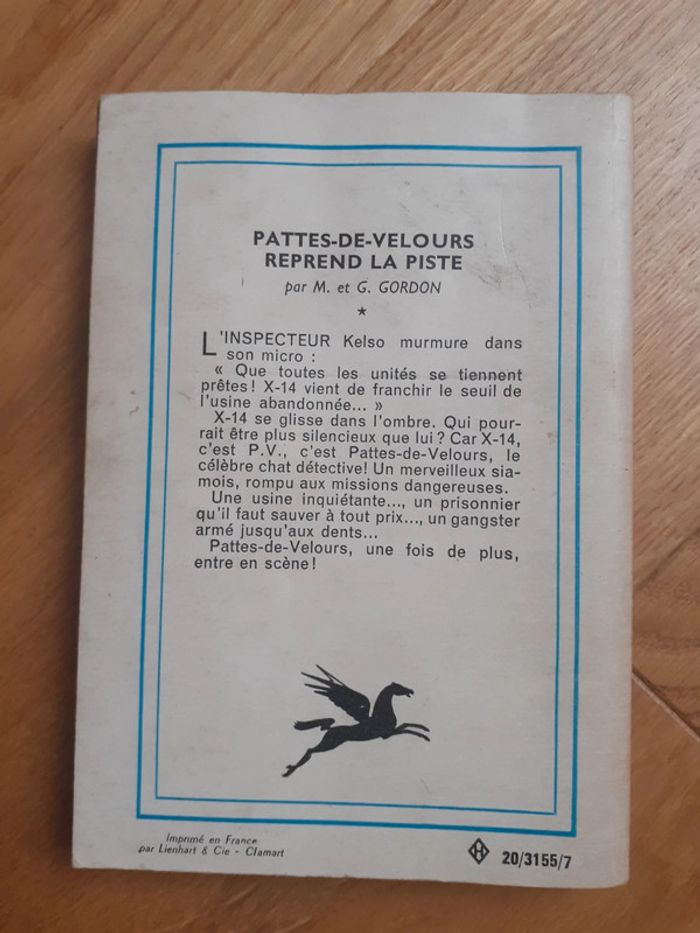 PATTES-DE-VELOURS
REPREND LA PISTE
par M. et G. GORDON
★
L'INSPECTEUR Kelso murmure dans
son micro :
« Que toutes les unités se tiennent
prêtes! X-14 vient de franchir le seuil de
l'usine abandonnée... »
X-14 se glisse dans l'ombre. Qui pour-
rait être plus silencieux que lui? Car X-14,
c'est P.V., c'est Pattes-de-Velours, le
célèbre chat détective! Un merveilleux sia-
mois, rompu aux missions dangereuses.
Une usine inquiétante..., un prisonnier
qu'il faut sauver à tout prix..., un gangster
armé jusqu'aux dents...
Pattes-de-Velours, une fois de plus,
entre en scène!
Imprimé en France
par Lienhart & Cie - Clamart
H 20/3155/7